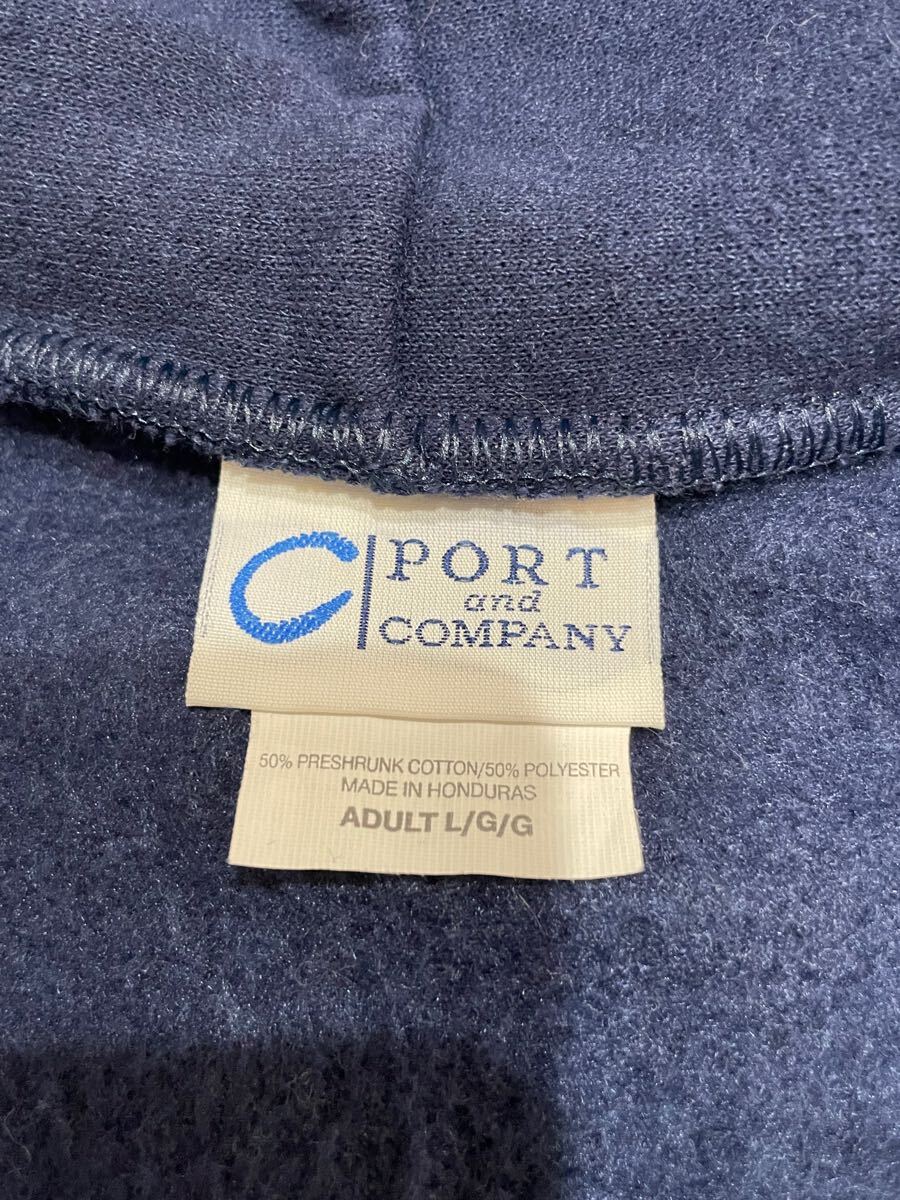 PORT
and
COMPANY
50% PRESHRUNK COTTON/50% POLYESTER
MADE IN HONDURAS
ADULT L/G/G